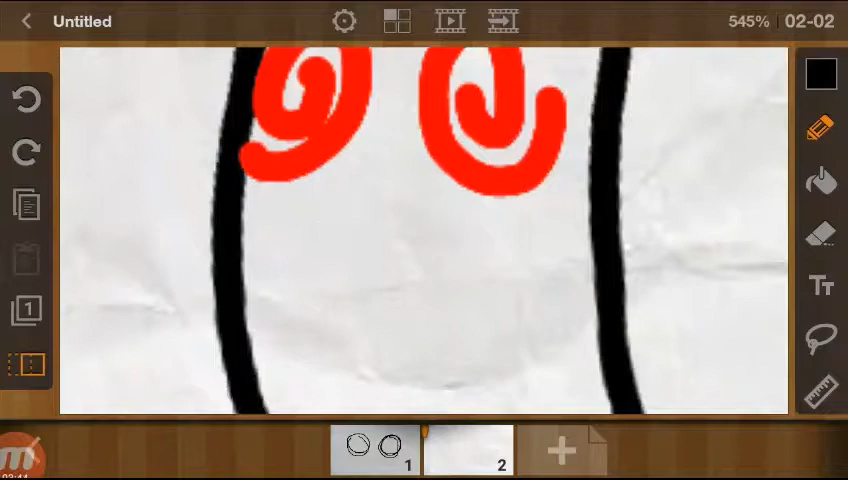 Untitled
545% 02-02
1
Tт
1
2